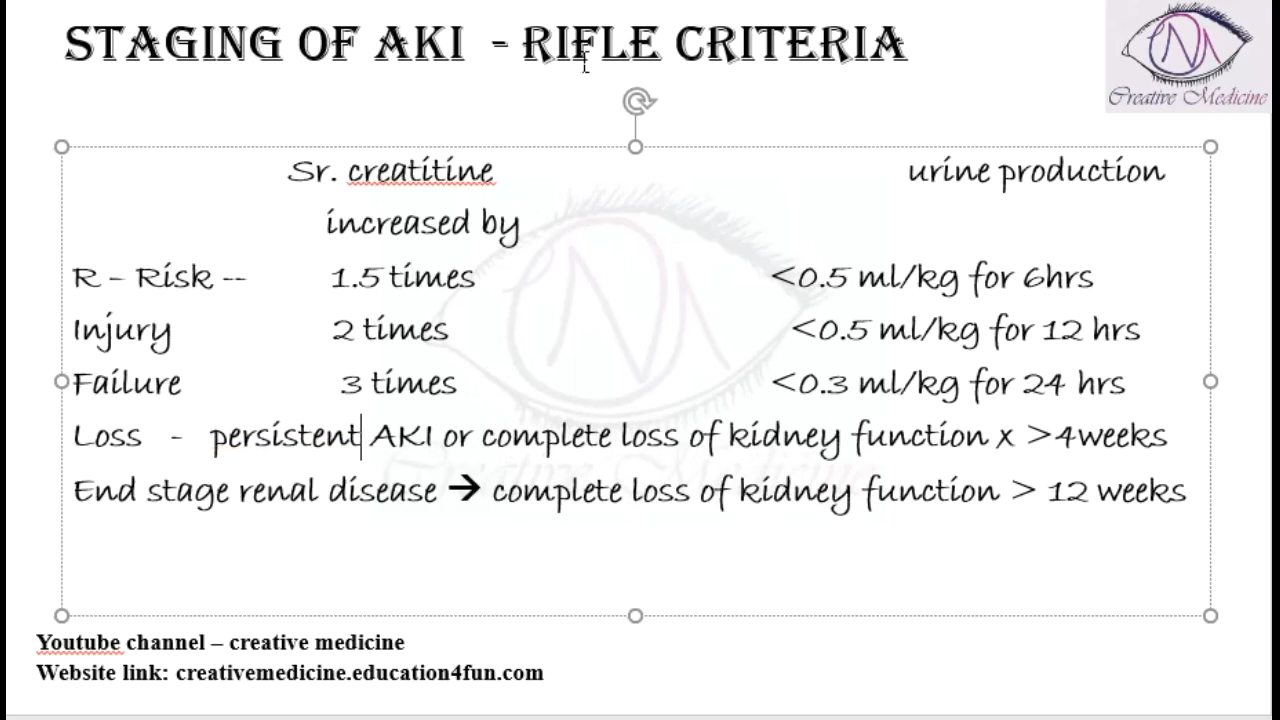 STAGING OF AKI - RIFLE CRITERIA
Creative Medicine
Sr. creatitine urine production
increased by
R – Risk -- 1.5 times <0.5 ml/kg for 6hrs
Injury 2 times <0.5 ml/kg for 12 hrs
Failure 3 times <0.3 ml/kg for 24 hrs
Loss - persistent AKI or complete loss of kidney function x >4weeks
End stage renal disease → complete loss of kidney function > 12 weeks
Creative Medicine
Youtube channel – creative medicine
Website link: creativemedicine.education4fun.com